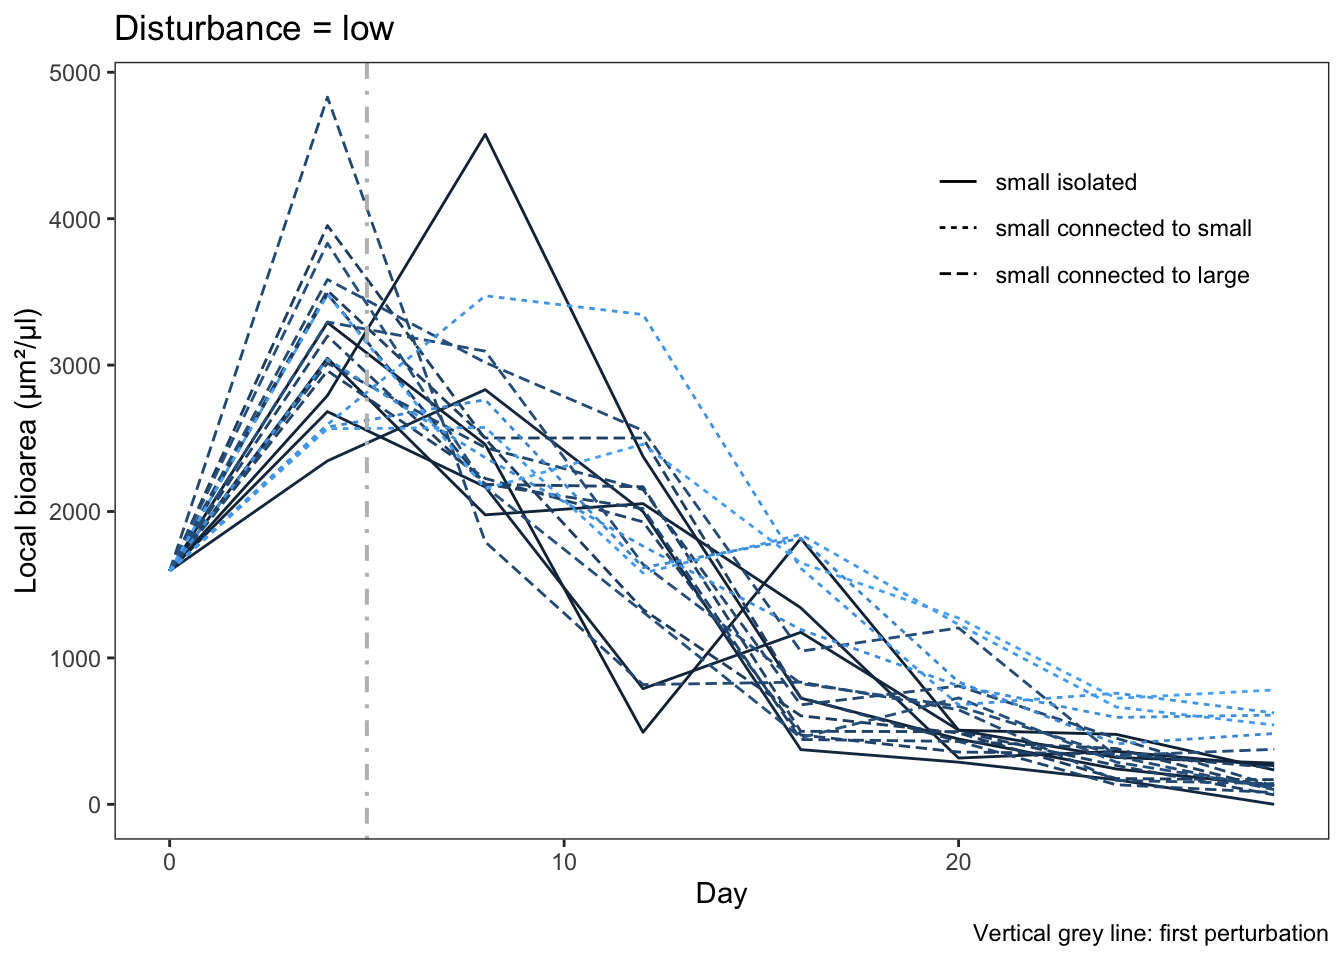 Disturbance = low
5000
4000
3000
2000
1000
0
Local bioarea (µm²/µl)
small isolated
small connected to small
small connected to large
0
10
20
Day
Vertical grey line: first perturbation